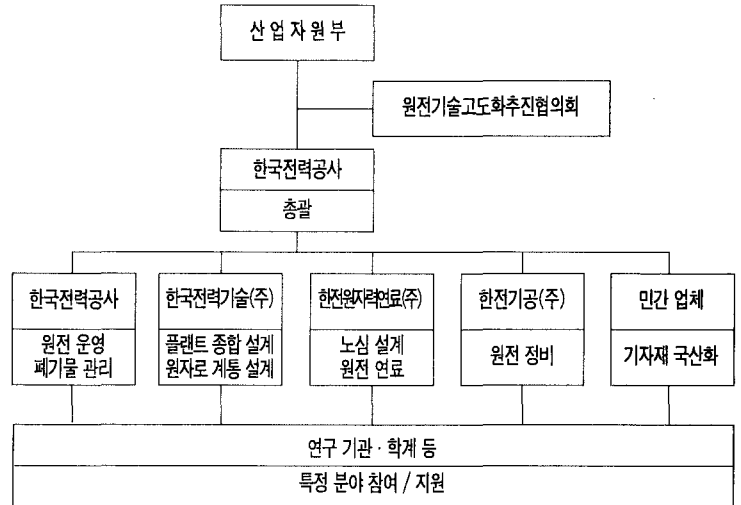 산업자원부
원전기술고도화추진협의회
한국전력공사
총괄
한국전력공사
원전 운영
폐기물 관리
한국전력기술(주)
플랜트 종합 설계
원자로 계통 설계
한전원자력연료(주)
노심 설계
원전 연료
한전기공(주)
원전 정비
민간 업체
기자재 국산화
연구 기관 · 학계 등
특정 분야 참여 / 지원